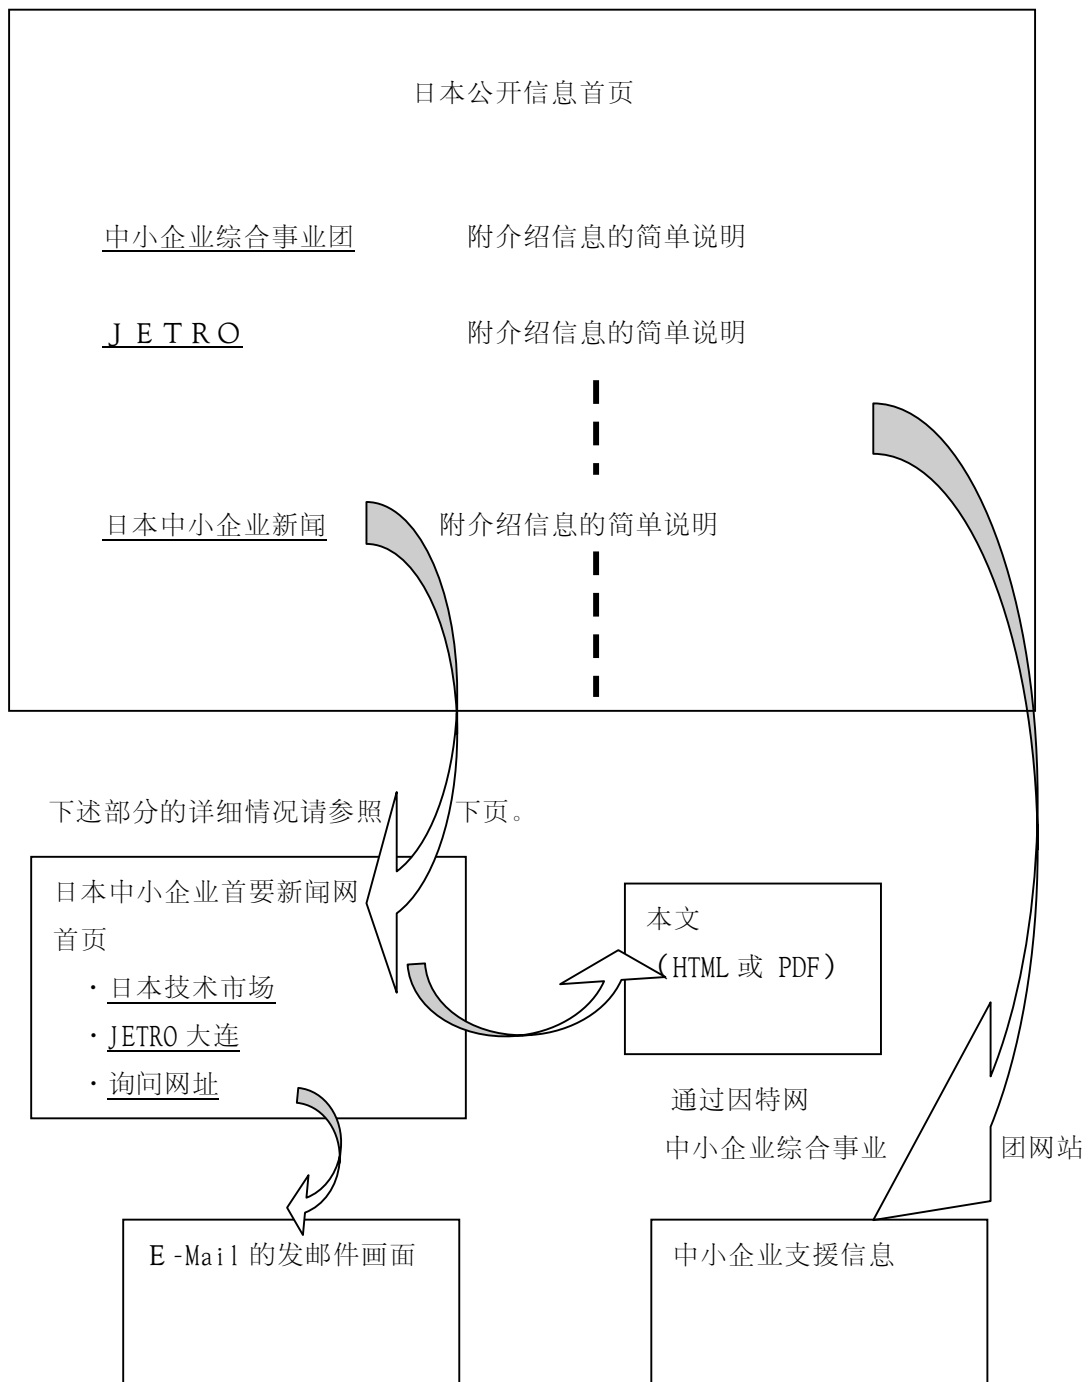 日本公开信息首页
中小企业综合事业团 附介绍信息的简单说明
ＪＥＴＲＯ 附介绍信息的简单说明
日本中小企业新闻 附介绍信息的简单说明
下述部分的详细情况请参照 下页。
日本中小企业首要新闻网
首页
・日本技术市场
・JETRO 大连
・询问网址
本文
（HTML 或 PDF）
通过因特网
中小企业综合事业 团网站
Ｅ-Mail 的发邮件画面
中小企业支援信息